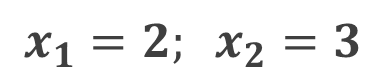 x₁ = 2; x₂ = 3